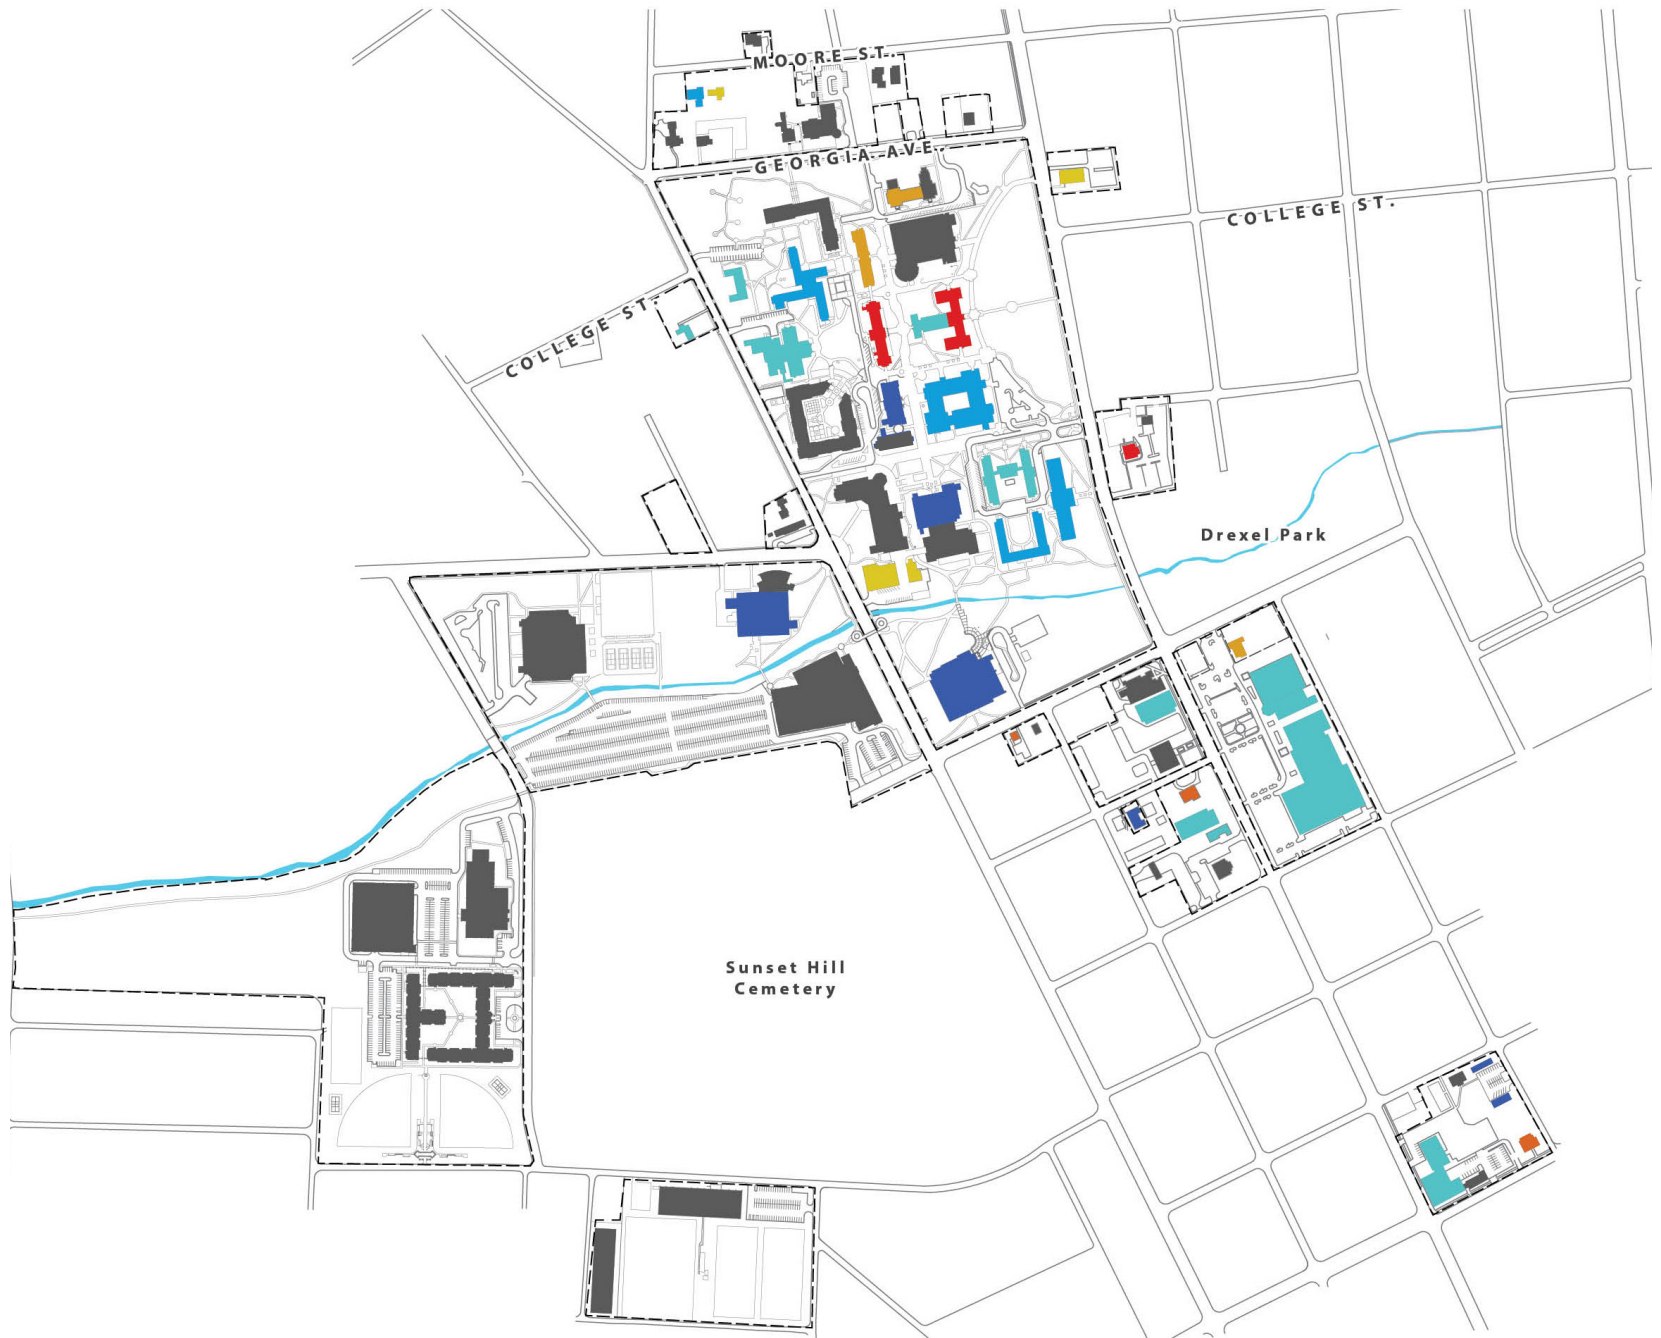 MOORE ST.
GEORGIA AVE.
COLLEGE ST.
COLLEGE ST.
Drexel Park
Sunset Hill
Cemetery